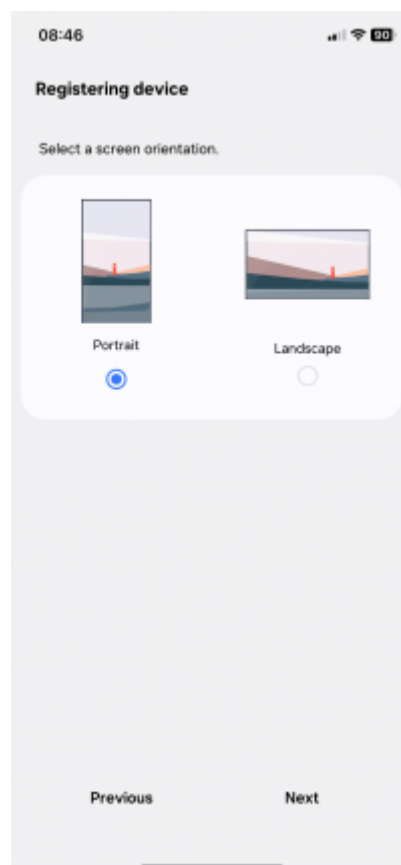 08:46
90
Registering device
Select a screen orientation.
Portrait
Landscape
Previous
Next